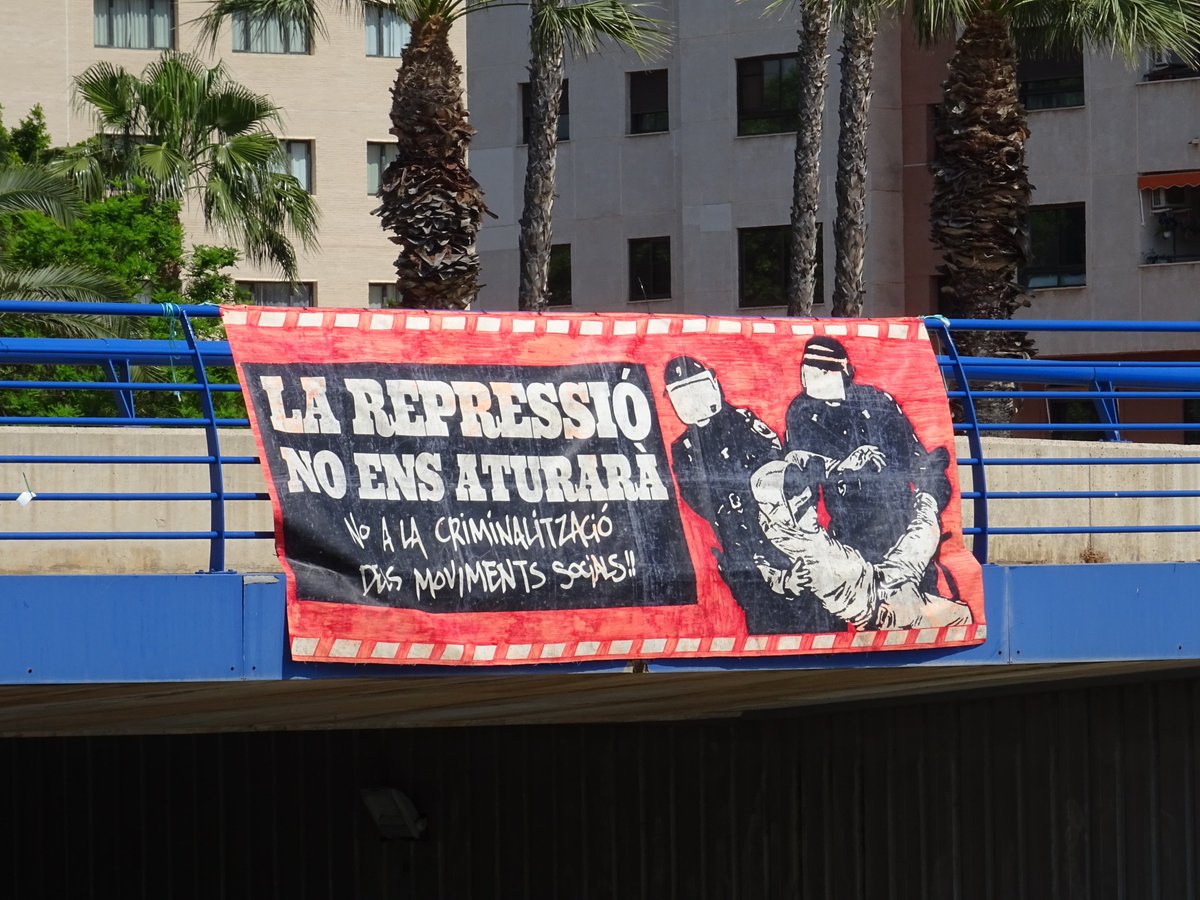 LA REPRESSIÓ
NO ENS ATURARÀ
NO A LA CRIMINALITZACIÓ
DELS MOVIMENTS SOCIALS!!